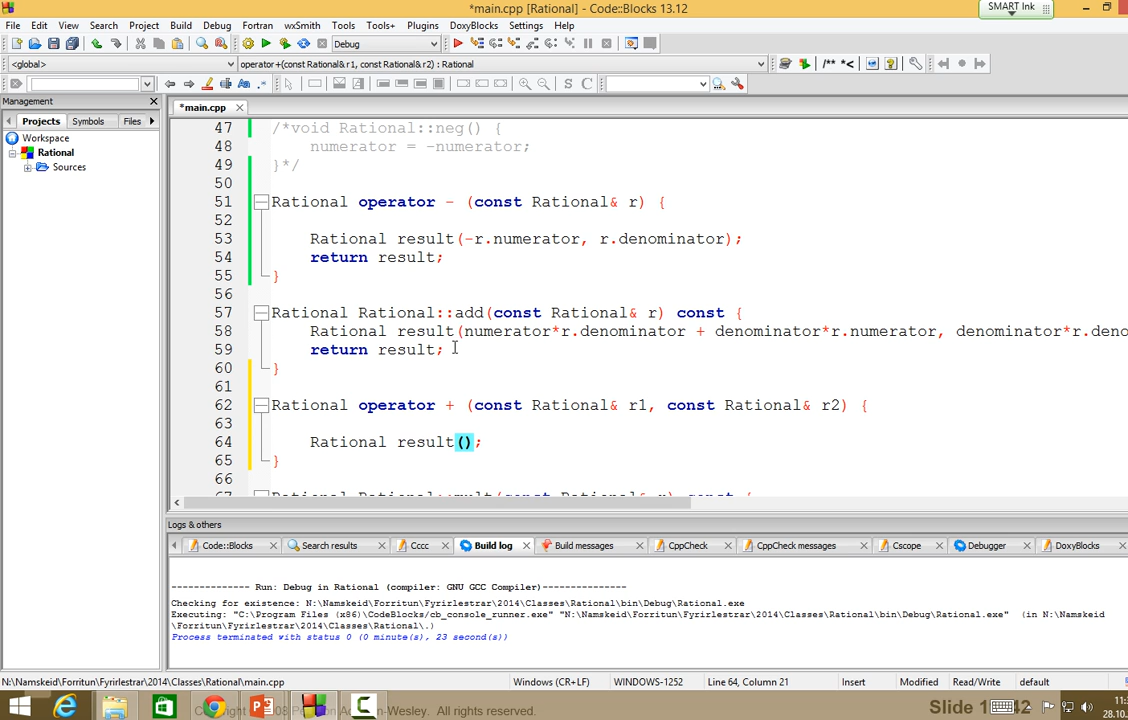 *main.cpp [Rational] - Code::Blocks 13.12
SMART Ink
File Edit View Search Project Build Debug Fortran wxSmith Tools Tools+ Plugins DoxyBlocks Settings Help
Debug
<global> operator+(const Rational& r1, const Rational& r2) : Rational
/** *<
S C
Management
*main.cpp
Projects Symbols Files
Workspace
Rational
Sources
47 /*void Rational::neg() {
48 numerator = -numerator;
49 }*/
50
51 Rational operator - (const Rational& r) {
52
53 Rational result(-r.numerator, r.denominator);
54 return result;
55 }
56
57 Rational Rational::add(const Rational& r) const {
58 Rational result(numerator*r.denominator + denominator*r.numerator, denominator*r.deno
59 return result;
60 }
61
62 Rational operator + (const Rational& r1, const Rational& r2) {
63
64 Rational result();
65 }
66
67 Rational Rational::mult(const Rational& r) const {
Logs & others
Code::Blocks Search results Cccc Build log Build messages CppCheck CppCheck messages Cscope Debugger DoxyBlocks
-------------- Run: Debug in Rational (compiler: GNU GCC Compiler)---------------
Checking for existence: N:\Namskeid\Forritun\Fyrirlestrar\2014\Classes\Rational\bin\Debug\Rational.exe
Executing: "C:\Program Files (x86)\CodeBlocks/cb_console_runner.exe" "N:\Namskeid\Forritun\Fyrirlestrar\2014\Classes\Rational\bin\Debug\Rational.exe" (in N:\Namskeid
\Forritun\Fyrirlestrar\2014\Classes\Rational\.)
Process terminated with status 0 (0 minute(s), 23 second(s))
N:\Namskeid\Forritun\Fyrirlestrar\2014\Classes\Rational\main.cpp Windows (CR+LF) WINDOWS-1252 Line 64, Column 21 Insert Modified Read/Write default
Wesley. All rights reserved.
Slide 1
42
28.10.